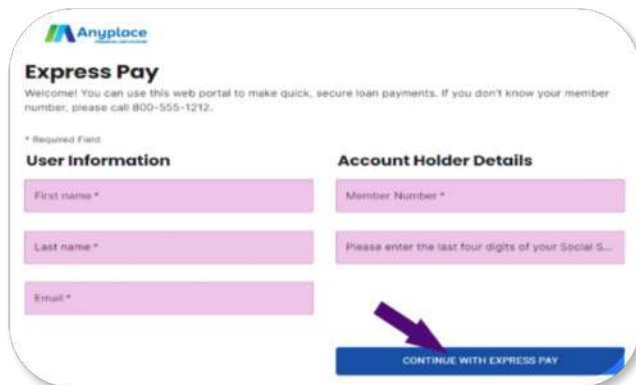 Anyplace
Express Pay
Welcome! You can use this web portal to make quick, secure loan payments. If you don't know your member
number, please call 800-555-1212.
* Required Field
User Information
Account Holder Details
First name *
Member Number *
Last name *
Please enter the last four digits of your Social S...
Email *
CONTINUE WITH EXPRESS PAY